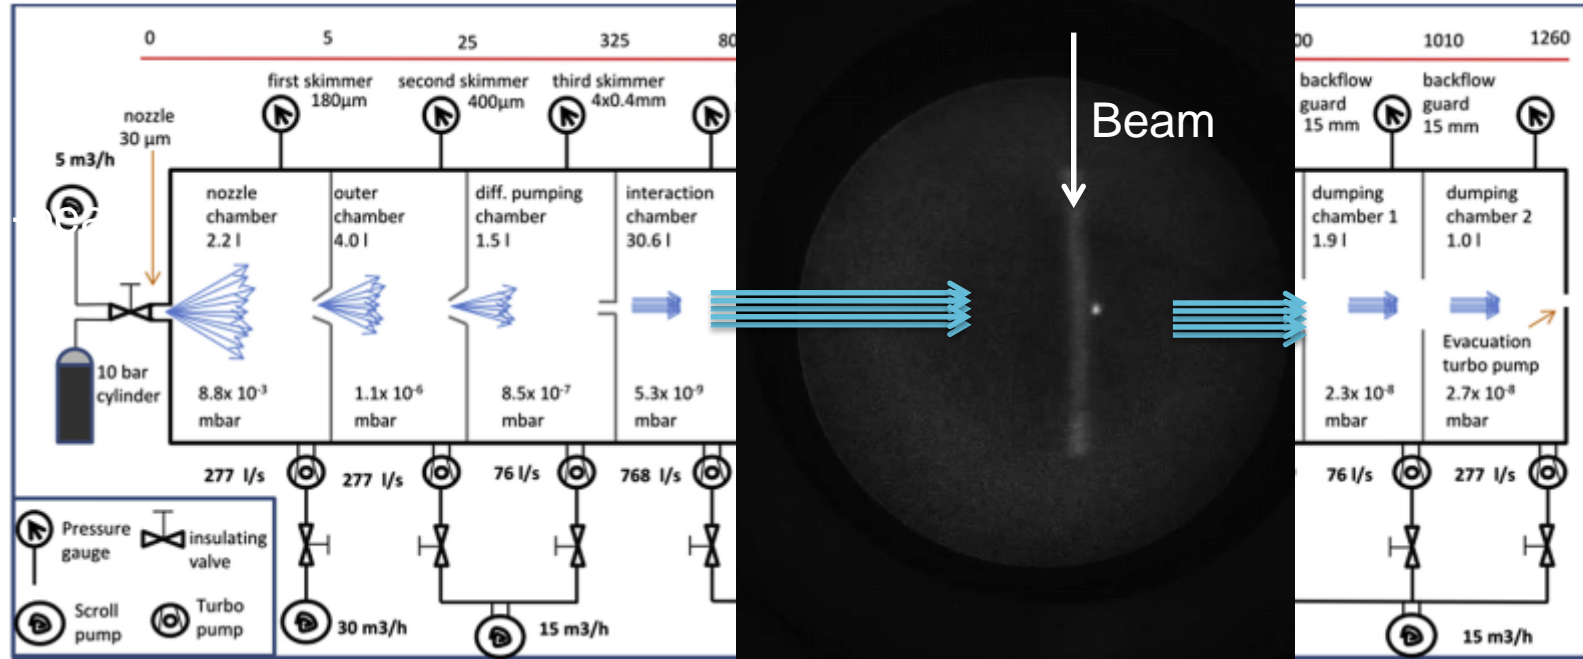 0 5 25 325 80 00 1010 1260
first skimmer
180μm
second skimmer
400μm
third skimmer
4x0.4mm
backflow
guard
15 mm
backflow
guard
15 mm
nozzle
30 μm
5 m3/h
Beam
nozzle
chamber
2.2 l
outer
chamber
4.0 l
diff. pumping
chamber
1.5 l
interaction
chamber
30.6 l
dumping
chamber 1
1.9 l
dumping
chamber 2
1.0 l
Evacuation
turbo pump
10 bar
cylinder
8.8x 10⁻³
mbar
1.1x 10⁻⁶
mbar
8.5x 10⁻⁷
mbar
5.3x 10⁻⁹
mbar
2.3x 10⁻⁸
mbar
2.7x 10⁻⁸
mbar
277 l/s
277 l/s
76 l/s
768 l/s
76 l/s
277 l/s
Pressure
gauge
insulating
valve
Scroll
pump
Turbo
pump
30 m3/h
15 m3/h
15 m3/h